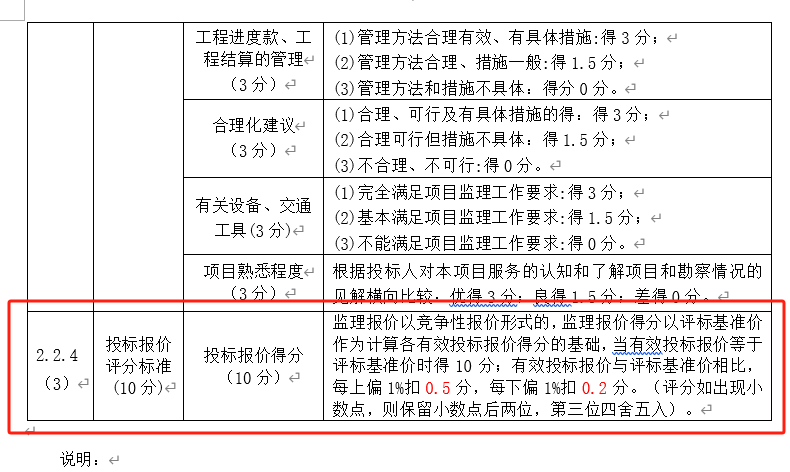 工程进度款、工
程结算的管理
（3 分）
(1)管理方法合理有效、有具体措施:得 3 分；
(2)管理方法合理、措施一般:得 1.5 分；
(3)管理方法和措施不具体：得分 0 分。
合理化建议
（3 分）
(1)合理、可行及有具体措施的得：得 3 分；
(2)合理可行但措施不具体：得 1.5 分；
(3)不合理、不可行:得 0 分。
有关设备、交通
工具(3 分)
(1)完全满足项目监理工作要求:得 3 分；
(2)基本满足项目监理工作要求:得 1.5 分；
(3)不能满足项目监理工作要求:得 0 分。
项目熟悉程度
（3 分）
根据投标人对本项目服务的认知和了解项目和勘察情况的
见解横向比较，优得 3 分；良得 1.5 分；差得 0 分。
2.2.4
（3）
投标报价
评分标准
(10 分)
投标报价得分
（10 分）
监理报价以竞争性报价形式的,监理报价得分以评标基准价
作为计算各有效投标报价得分的基础,当有效投标报价等于
评标基准价时得 10 分；有效投标报价与评标基准价相比,
每上偏 1%扣 0.5 分，每下偏 1%扣 0.2 分。（评分如出现小
数点，则保留小数点后两位，第三位四舍五入）。
说明：